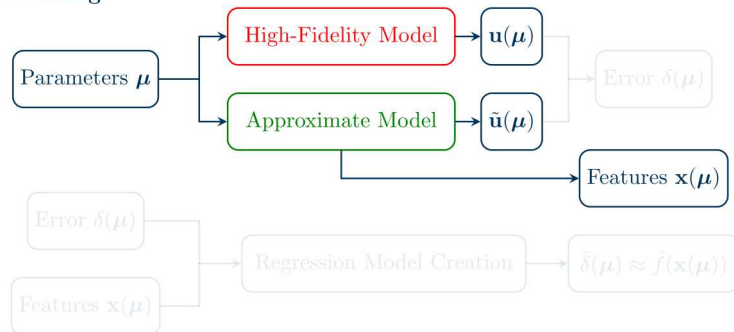 High-Fidelity Model
u(μ)
Parameters μ
Error δ(μ)
Approximate Model
ũ(μ)
Features x(μ)
Error δ(μ)
Regression Model Creation
δ̂(μ) ≈ f̂(x(μ))
Features x(μ)